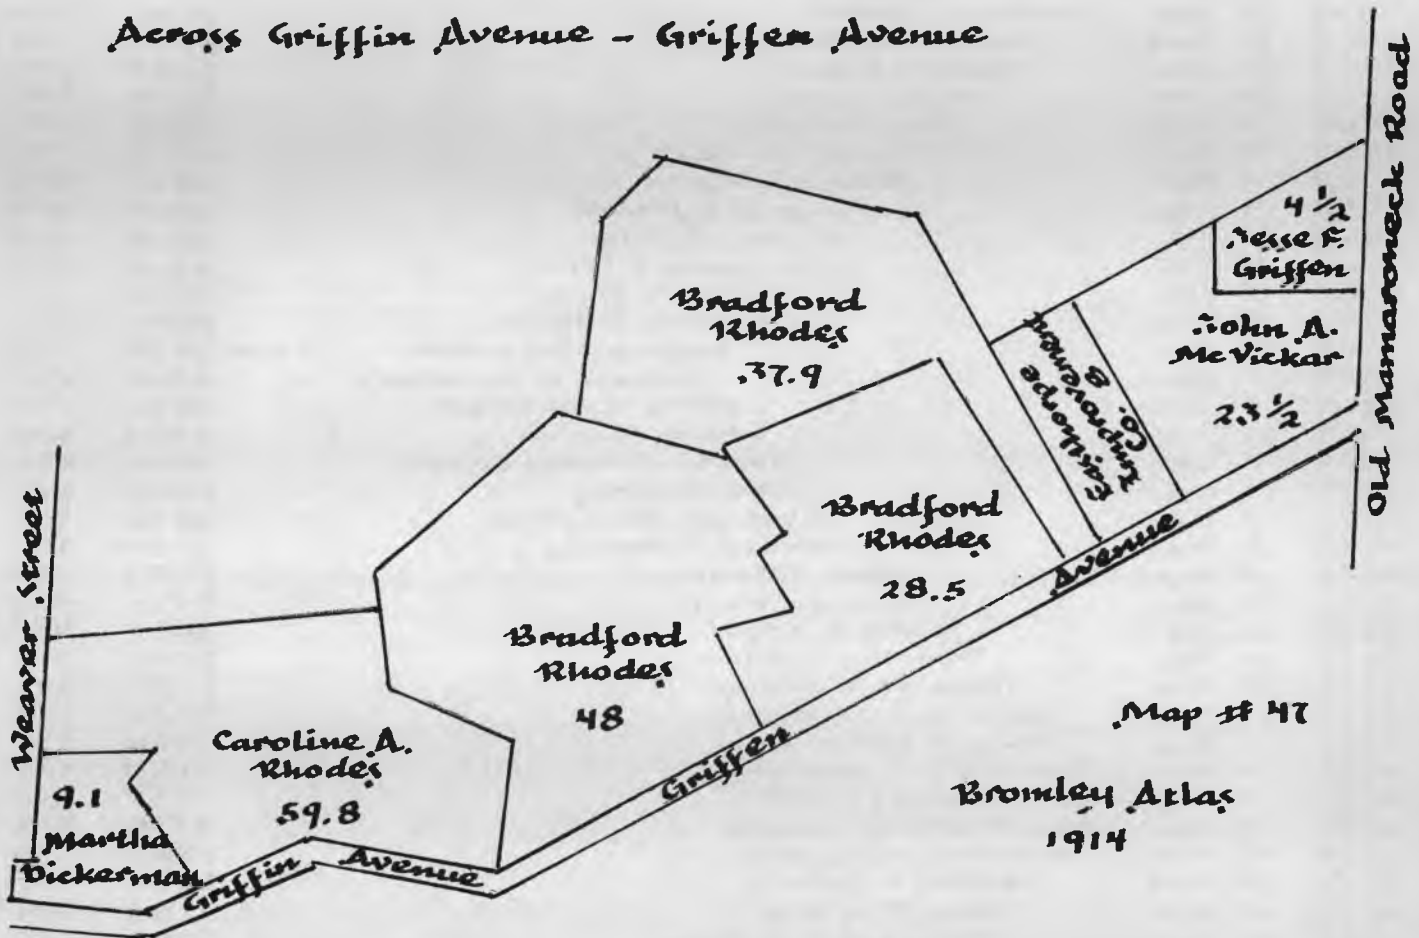 Across Griffin Avenue - Griffen Avenue
Old Mamaroneck Road
4 1/2
Jesse F.
Griffen
John A.
McVickar
23 1/2
Bradford
Rhodes
37.9
Easthorpe
Improvement
Co. B
Bradford
Rhodes
28.5
Bradford
Rhodes
48
Weaver Street
Caroline A.
Rhodes
59.8
9.1
Martha
Dickerman
Griffin Avenue
Griffen Avenue
Map # 47
Bromley Atlas
1914